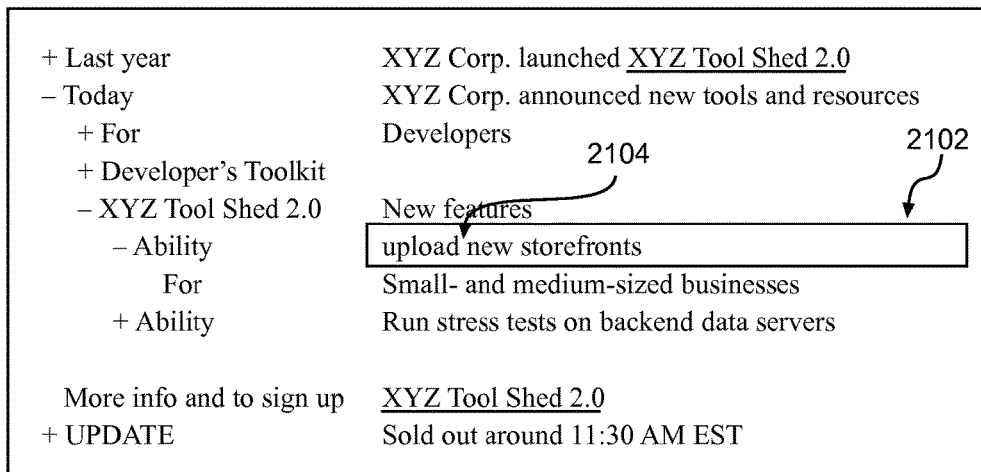 + Last year XYZ Corp. launched XYZ Tool Shed 2.0
– Today XYZ Corp. announced new tools and resources
+ For Developers
2104 2102
+ Developer's Toolkit
– XYZ Tool Shed 2.0 New features
– Ability upload new storefronts
For Small- and medium-sized businesses
+ Ability Run stress tests on backend data servers
More info and to sign up XYZ Tool Shed 2.0
+ UPDATE Sold out around 11:30 AM EST